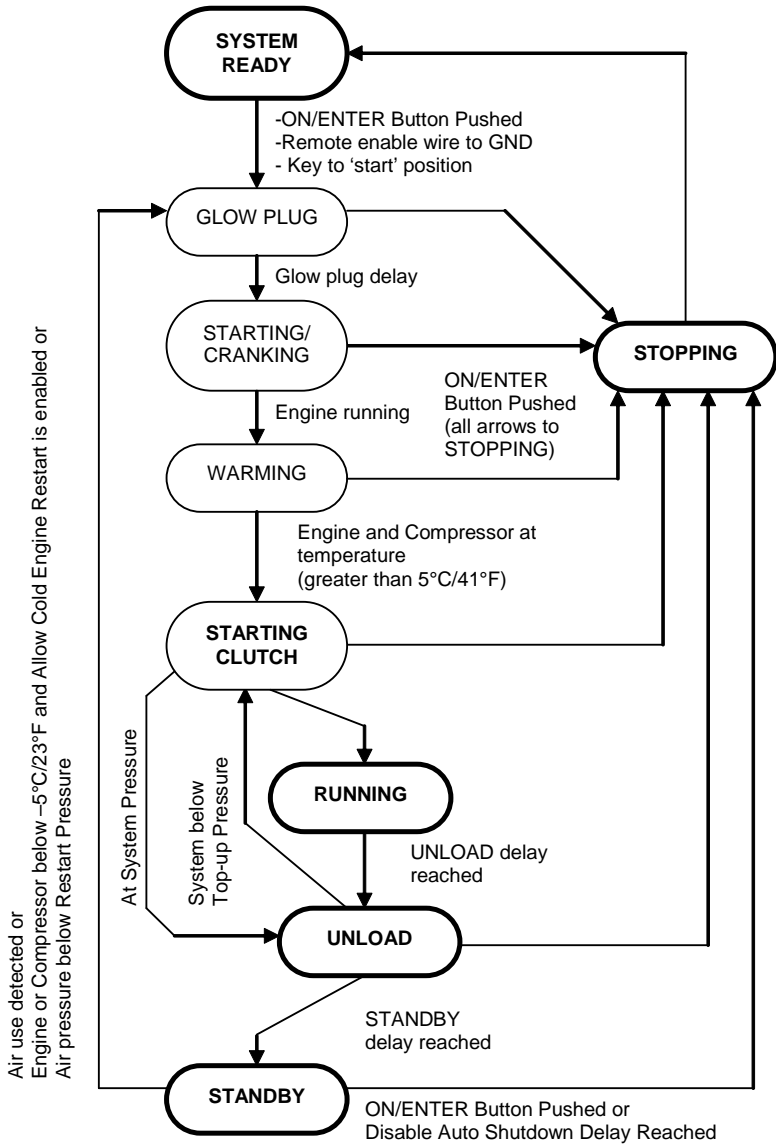 SYSTEM
READY
-ON/ENTER Button Pushed
-Remote enable wire to GND
- Key to ‘start’ position
GLOW PLUG
Glow plug delay
STARTING/
CRANKING
STOPPING
ON/ENTER
Button Pushed
(all arrows to
STOPPING)
Engine running
WARMING
Engine and Compressor at
temperature
(greater than 5°C/41°F)
STARTING
CLUTCH
At System Pressure
System below
Top-up Pressure
RUNNING
UNLOAD delay
reached
UNLOAD
STANDBY
delay reached
STANDBY
ON/ENTER Button Pushed or
Disable Auto Shutdown Delay Reached
Air use detected or
Engine or Compressor below –5°C/23°F and Allow Cold Engine Restart is enabled or
Air pressure below Restart Pressure